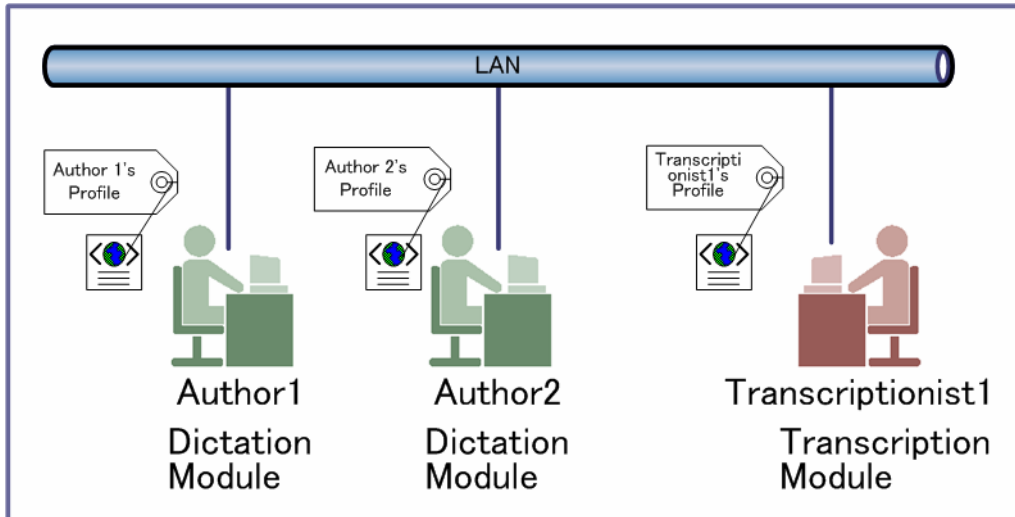 LAN
Author 1's
Profile
Author 2's
Profile
Transcripti
onist1's
Profile
Author1
Dictation
Module
Author2
Dictation
Module
Transcriptionist1
Transcription
Module